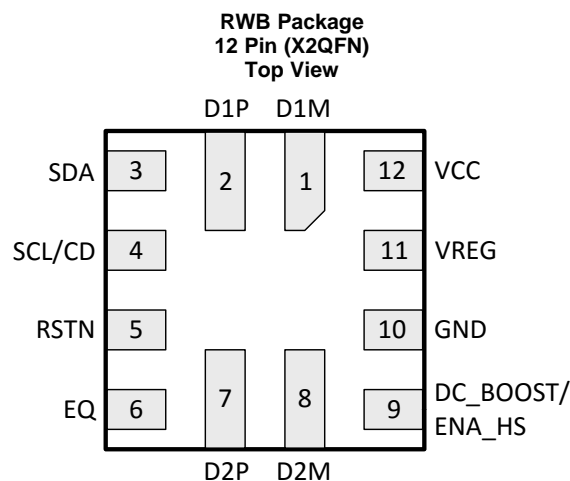 RWB Package
12 Pin (X2QFN)
Top View
D1P D1M
SDA 3 2 1 12 VCC
SCL/CD 4 11 VREG
RSTN 5 10 GND
EQ 6 7 8 9 DC_BOOST/
ENA_HS
D2P D2M